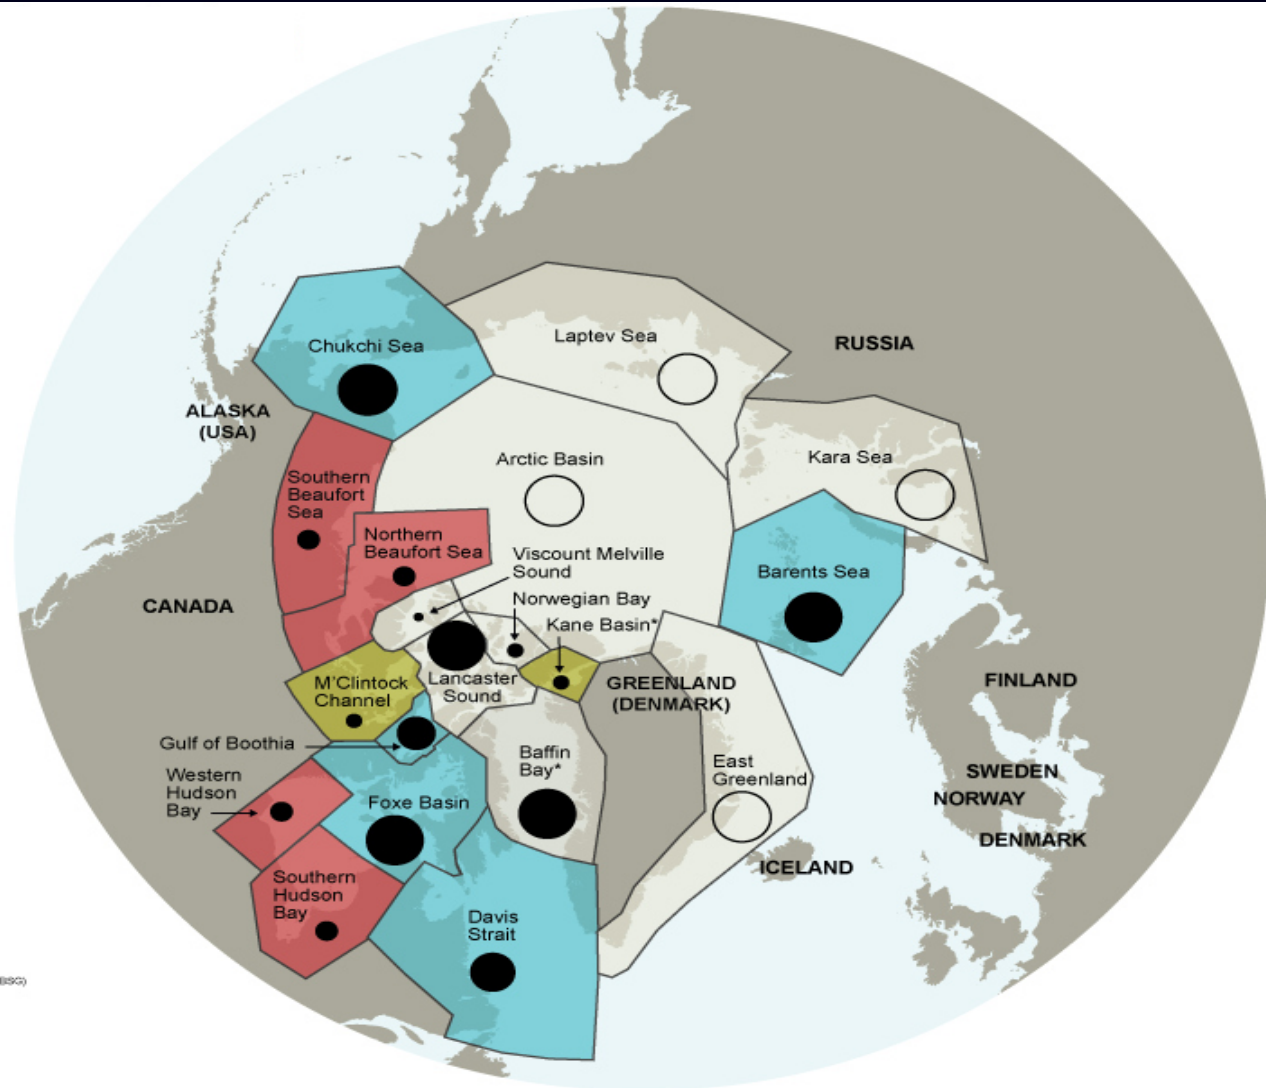 Chukchi Sea
Laptev Sea
RUSSIA
ALASKA
(USA)
Arctic Basin
Kara Sea
Southern
Beaufort
Sea
Northern
Beaufort Sea
Viscount Melville
Sound
Barents Sea
Norwegian Bay
CANADA
Kane Basin*
M'Clintock
Channel
Lancaster
Sound
GREENLAND
(DENMARK)
FINLAND
Gulf of Boothia
Baffin
Bay*
East
Greenland
Western
Hudson
Bay
Foxe Basin
SWEDEN
NORWAY
DENMARK
ICELAND
Southern
Hudson
Bay
Davis
Strait
BSG)